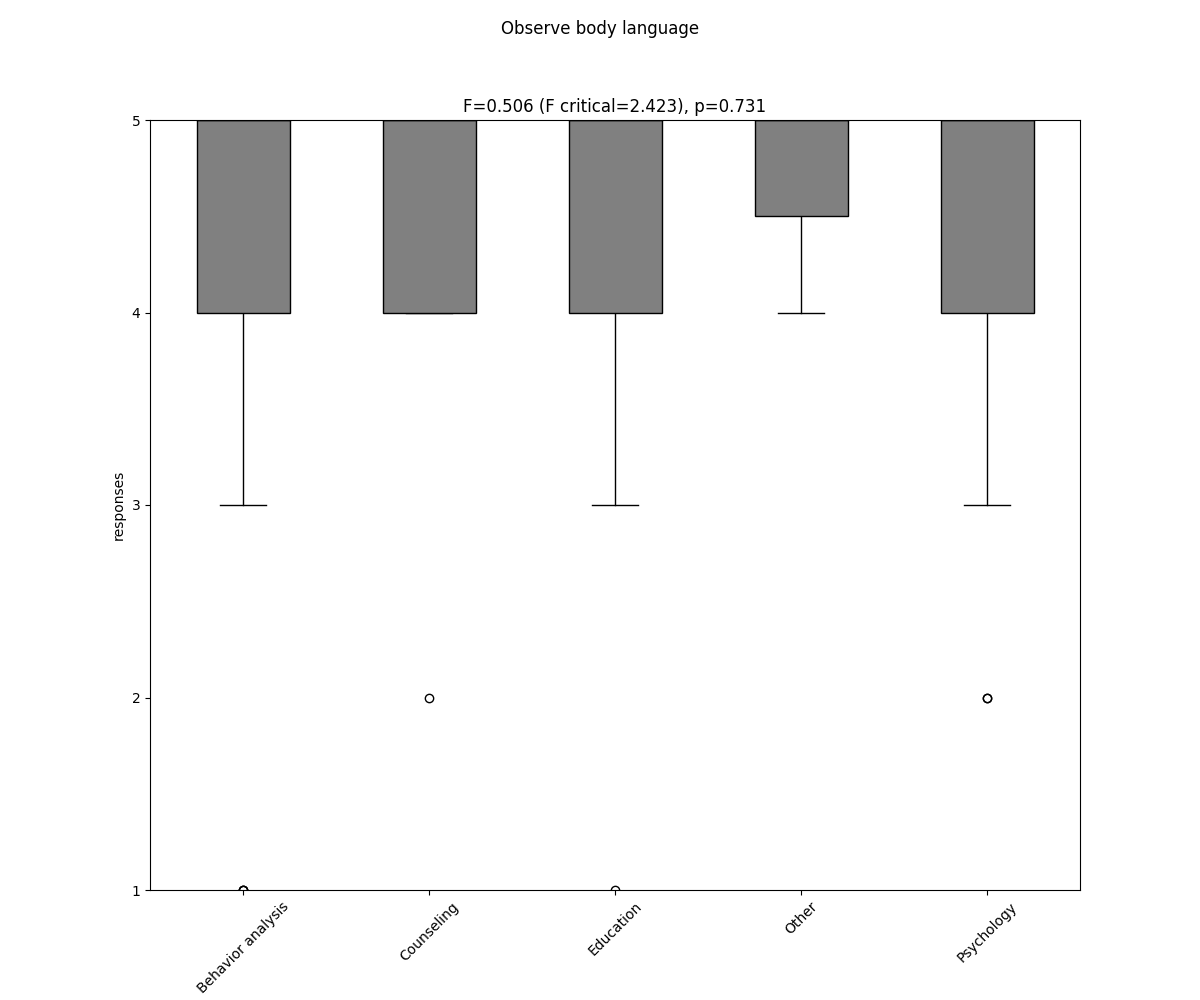 Observe body language
F=0.506 (F critical=2.423), p=0.731
5
4
3
2
1
responses
Behavior analysis
Counseling
Education
Other
Psychology